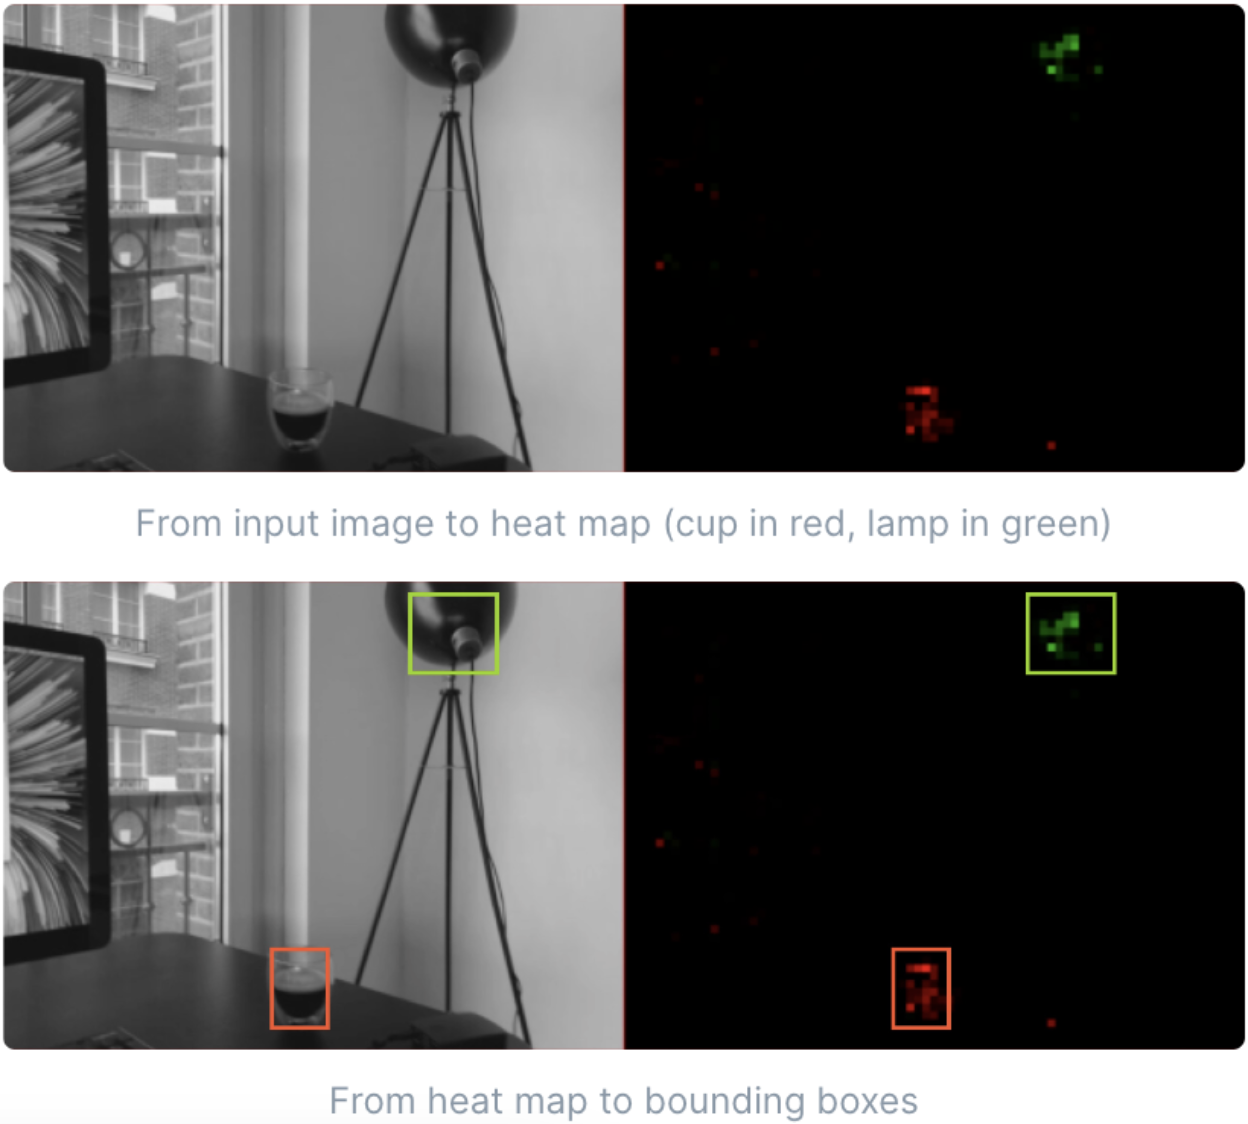 From input image to heat map (cup in red, lamp in green)
From heat map to bounding boxes